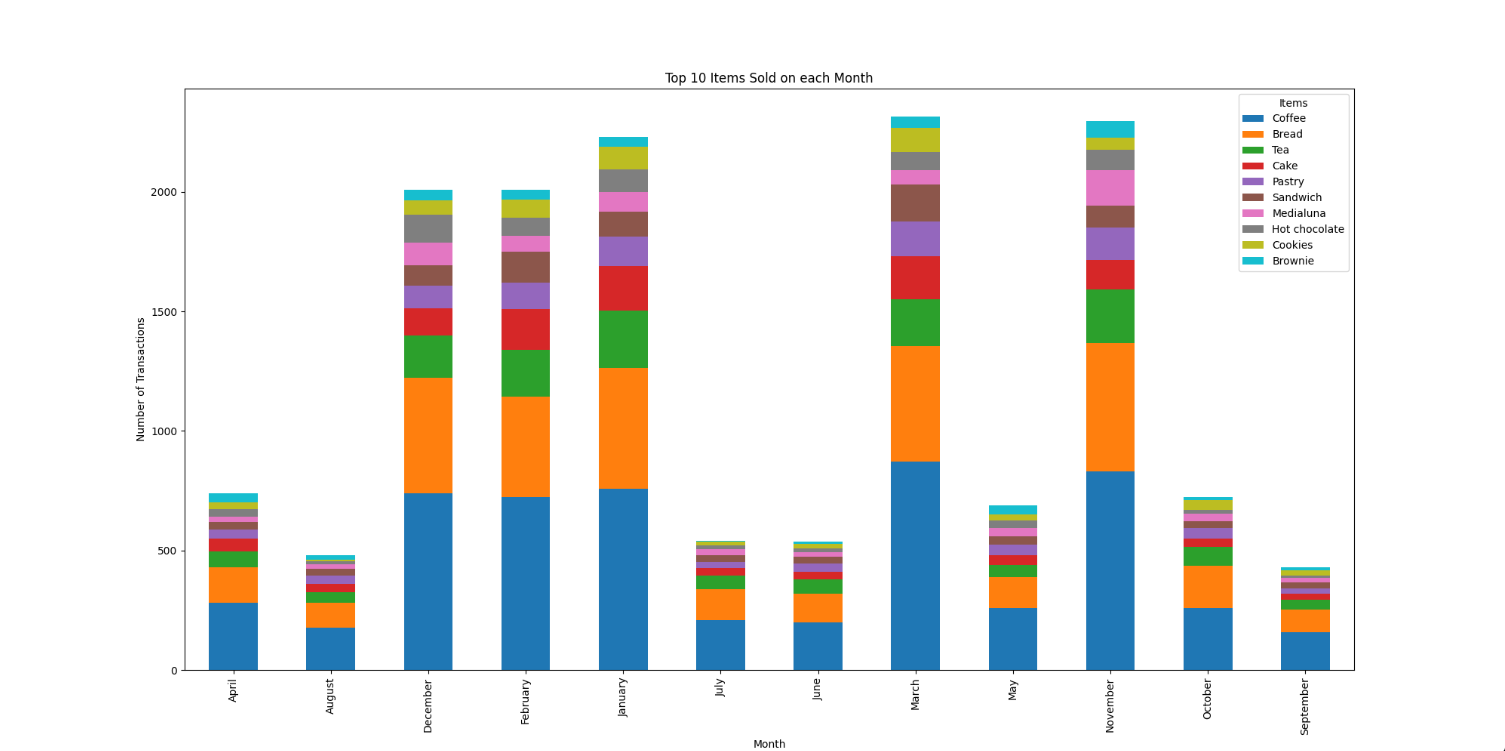 Top 10 Items Sold on each Month
Items
Coffee
Bread
Tea
Cake
Pastry
Sandwich
Medialuna
Hot chocolate
Cookies
Brownie
Number of Transactions
2000
1500
1000
500
0
April
August
December
February
January
July
June
March
May
November
October
September
Month